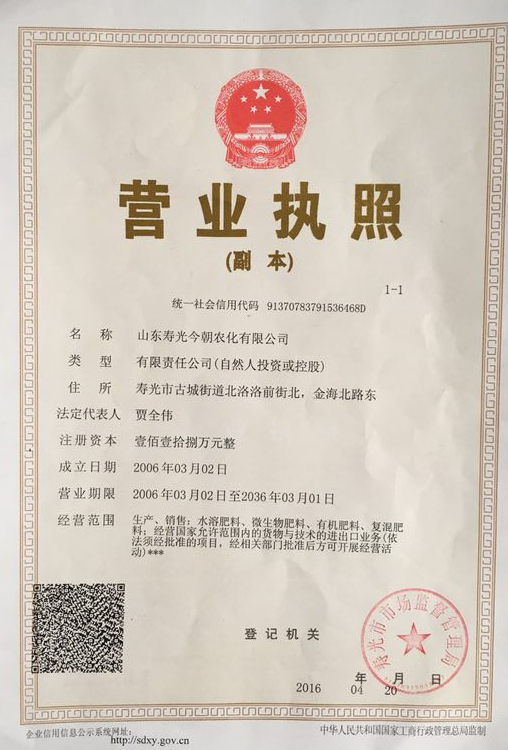 营业执照
(副本)
1-1
统一社会信用代码 91370783791536468D
名称 山东寿光今朝农化有限公司
类型 有限责任公司(自然人投资或控股)
住所 寿光市古城街道北洛洛前街北，金海北路东
法定代表人 贾全伟
注册资本 壹佰壹拾捌万元整
成立日期 2006年03月02日
营业期限 2006年03月02日至2036年03月01日
经营范围 生产、销售：水溶肥料、微生物肥料、有机肥料、复混肥
料；经营国家允许范围内的货物与技术的进出口业务(依
法须经批准的项目，经相关部门批准后方可开展经营活
动)***
寿光市市场监督管理局
登记机关
年月日
2016 04 20
企业信用信息公示系统网址：
http://sdxy.gov.cn
中华人民共和国国家工商行政管理总局监制